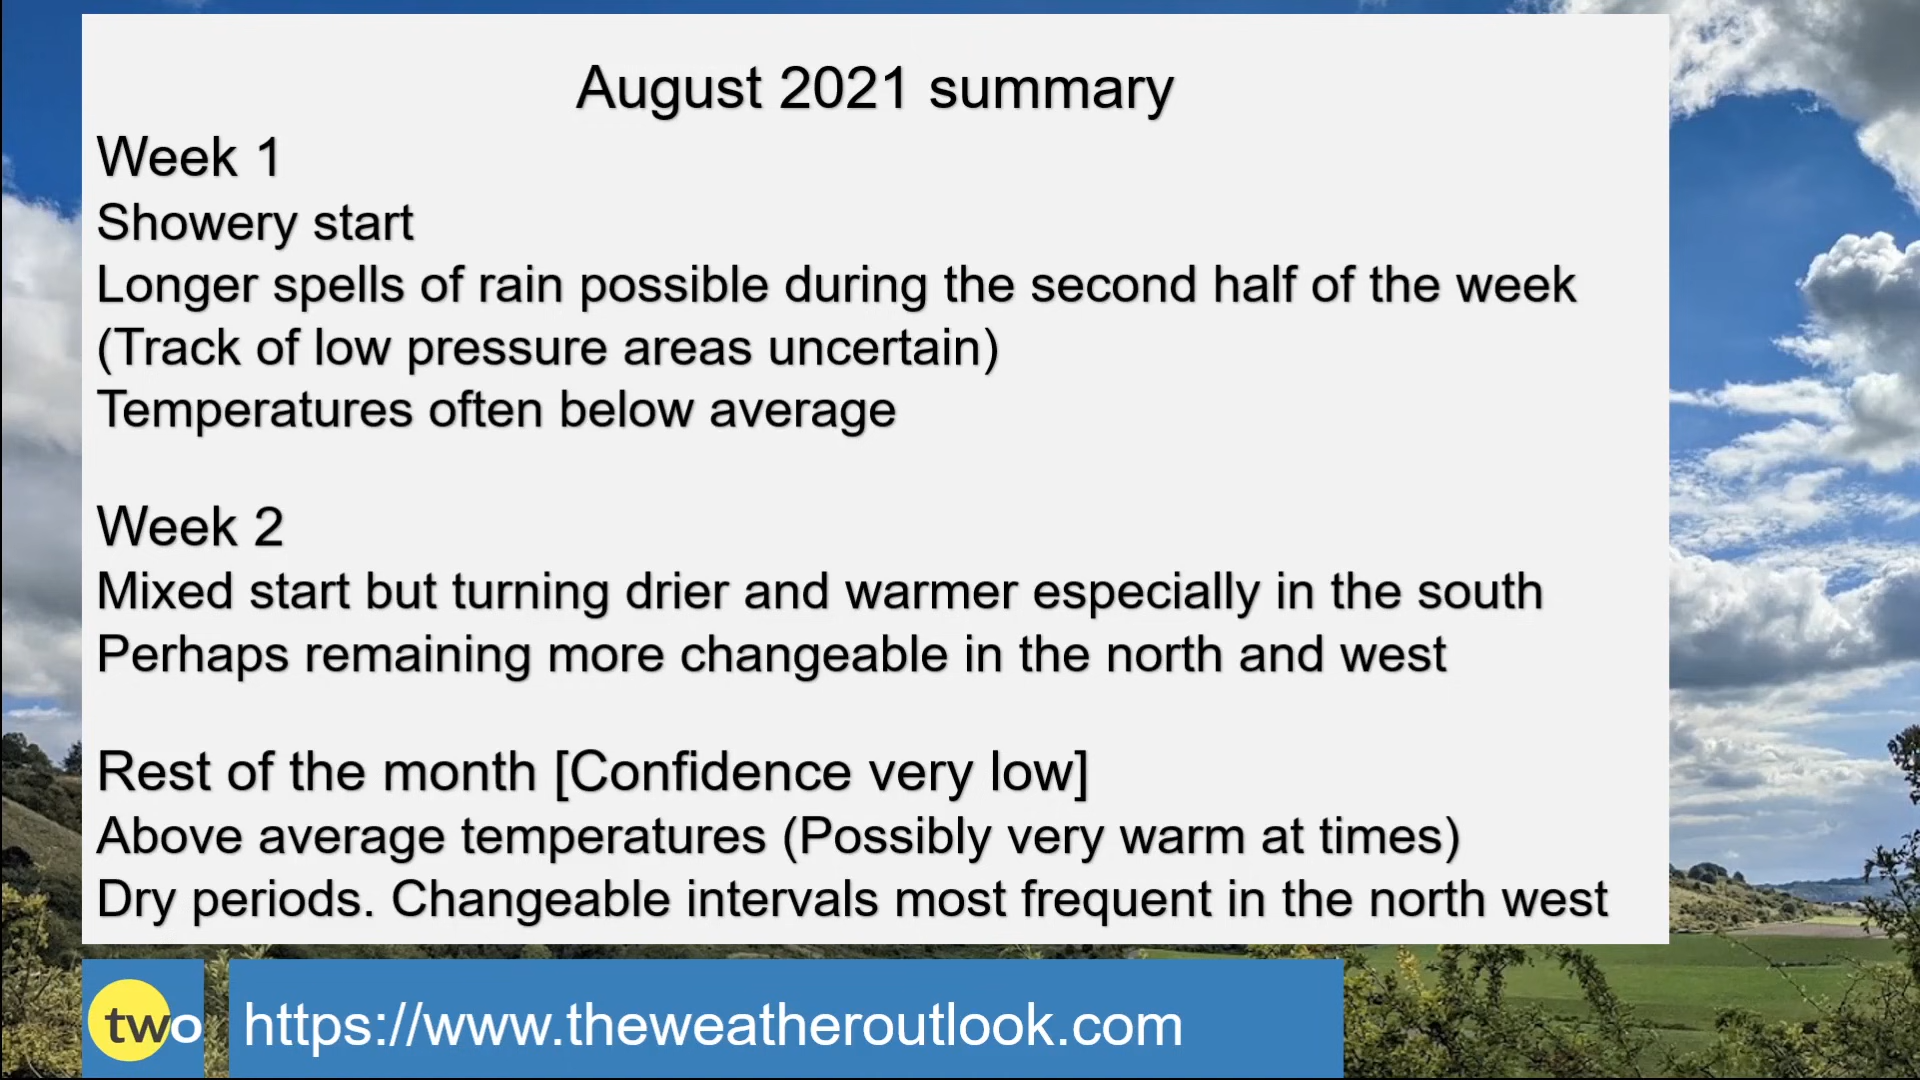 August 2021 summary
Week 1
Showery start
Longer spells of rain possible during the second half of the week
(Track of low pressure areas uncertain)
Temperatures often below average
Week 2
Mixed start but turning drier and warmer especially in the south
Perhaps remaining more changeable in the north and west
Rest of the month [Confidence very low]
Above average temperatures (Possibly very warm at times)
Dry periods. Changeable intervals most frequent in the north west
two
https://www.theweatheroutlook.com